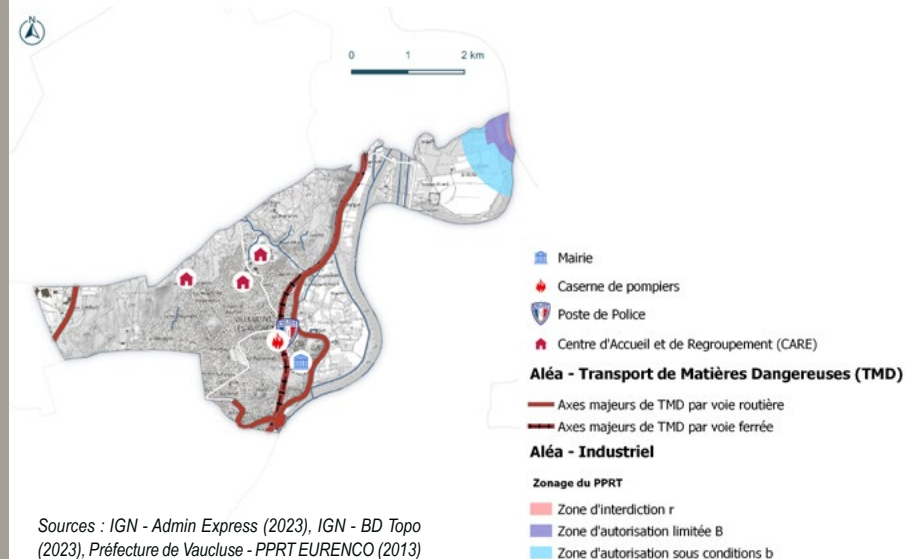 N
0 1 2 km
VILLENEUVE
LÈS AVIGNON
Mairie
Caserne de pompiers
Poste de Police
Centre d'Accueil et de Regroupement (CARE)
Aléa - Transport de Matières Dangereuses (TMD)
Axes majeurs de TMD par voie routière
Axes majeurs de TMD par voie ferrée
Aléa - Industriel
Zonage du PPRT
Zone d'interdiction r
Zone d'autorisation limitée B
Zone d'autorisation sous conditions b
Sources : IGN - Admin Express (2023), IGN - BD Topo
(2023), Préfecture de Vaucluse - PPRT EURENCO (2013)